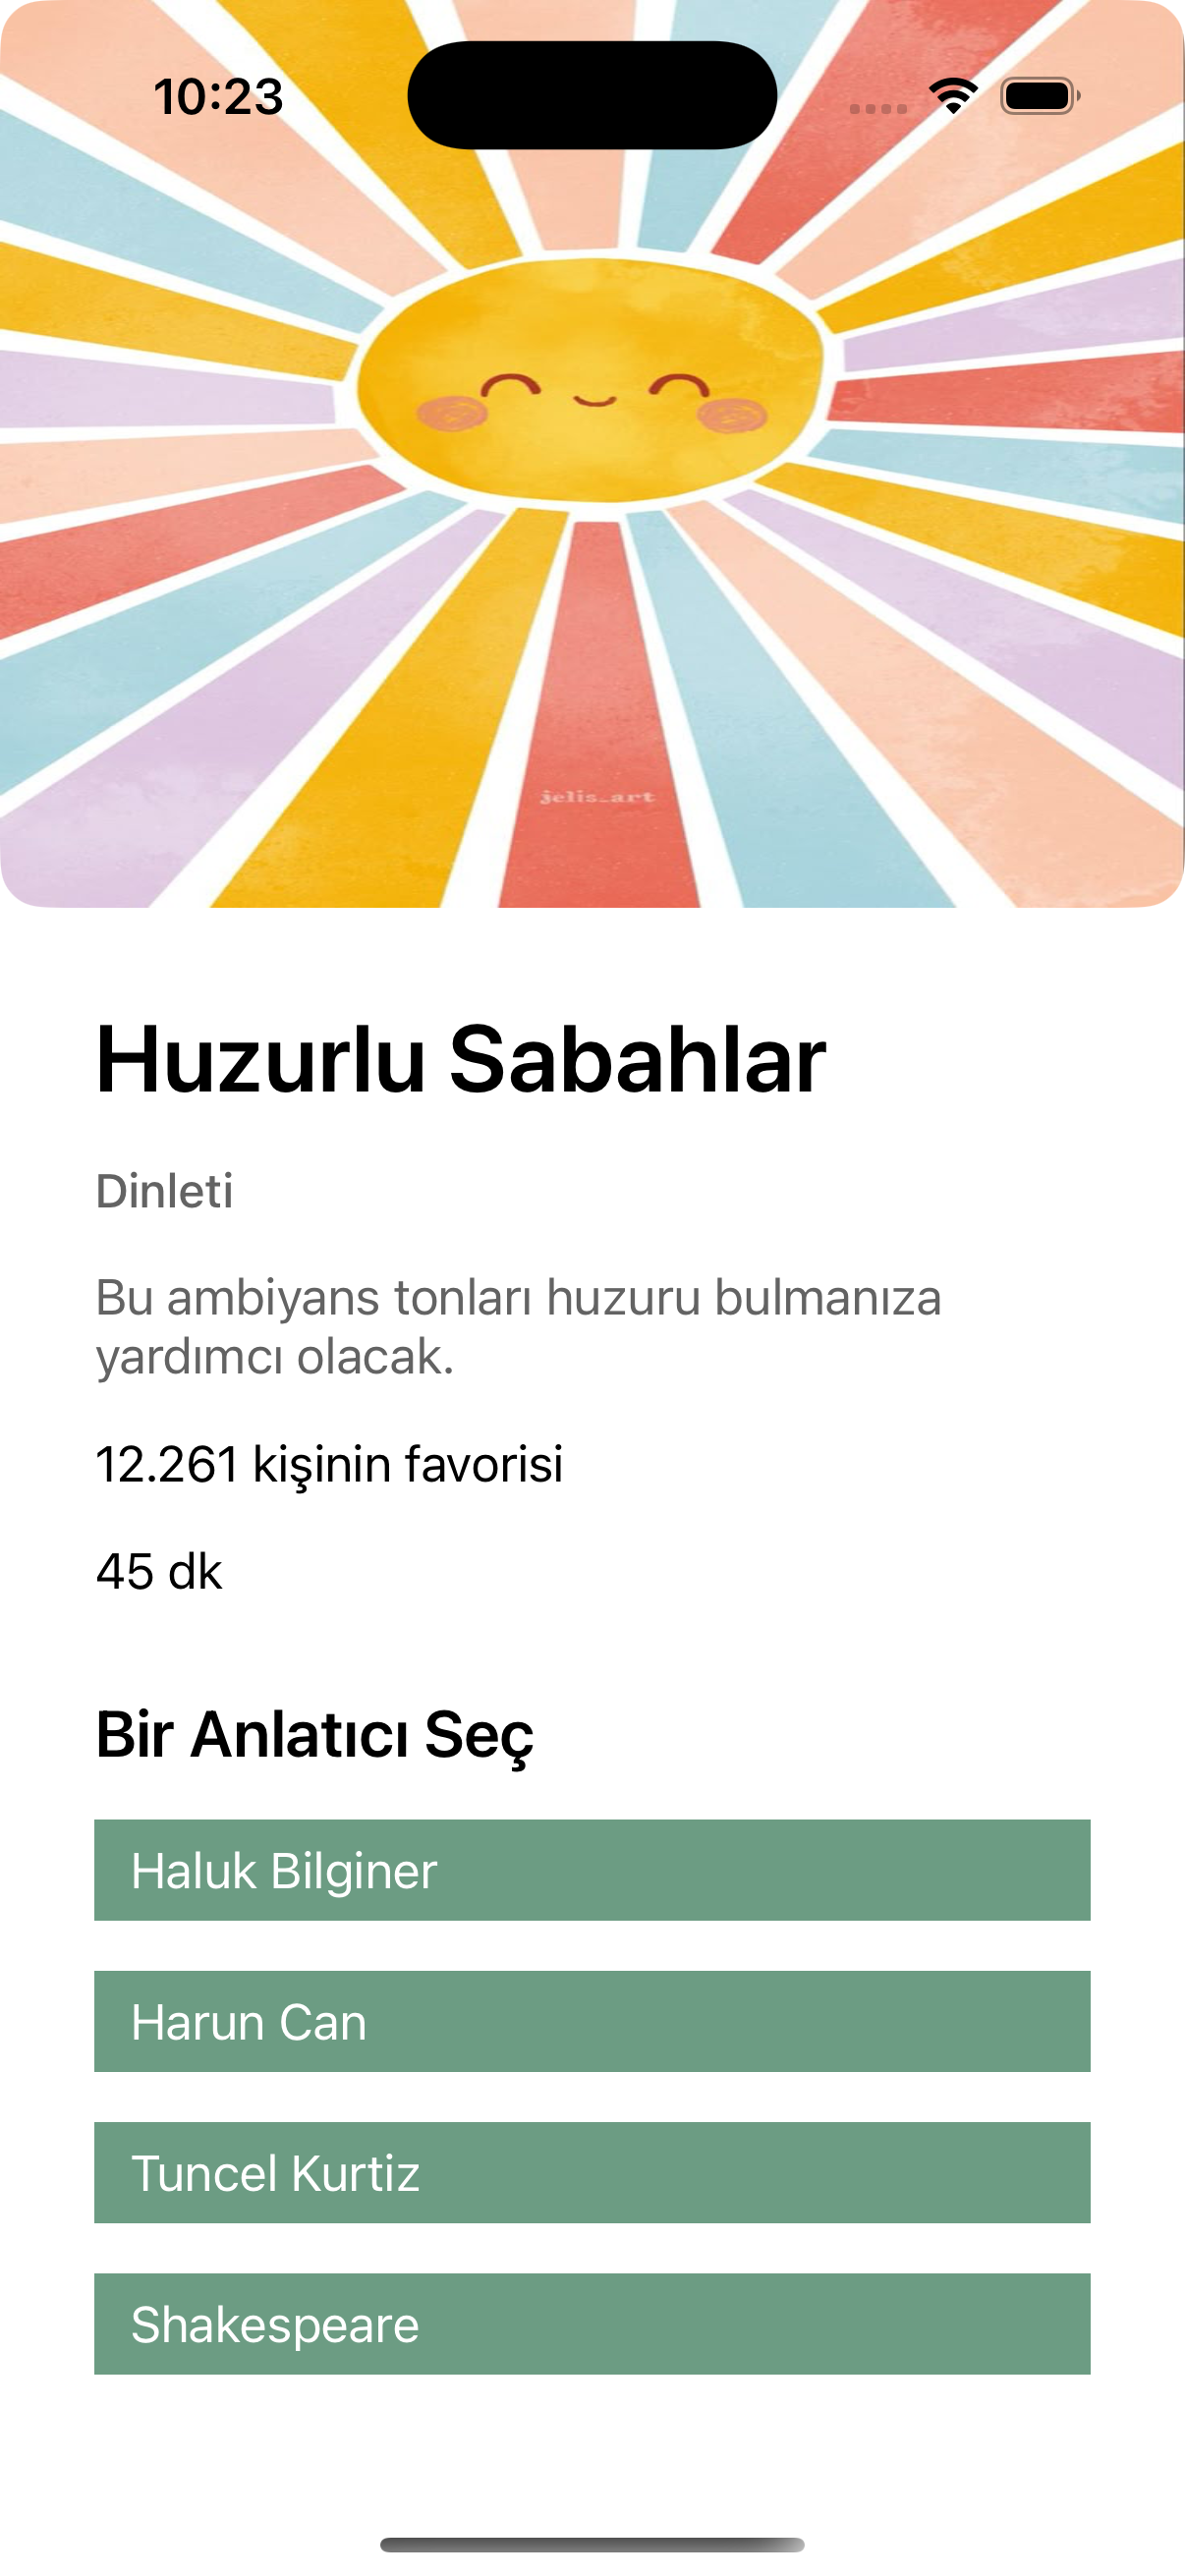 10:23
jelis_art
Huzurlu Sabahlar
Dinleti
Bu ambiyans tonları huzuru bulmanıza
yardımcı olacak.
12.261 kişinin favorisi
45 dk
Bir Anlatıcı Seç
Haluk Bilginer
Harun Can
Tuncel Kurtiz
Shakespeare